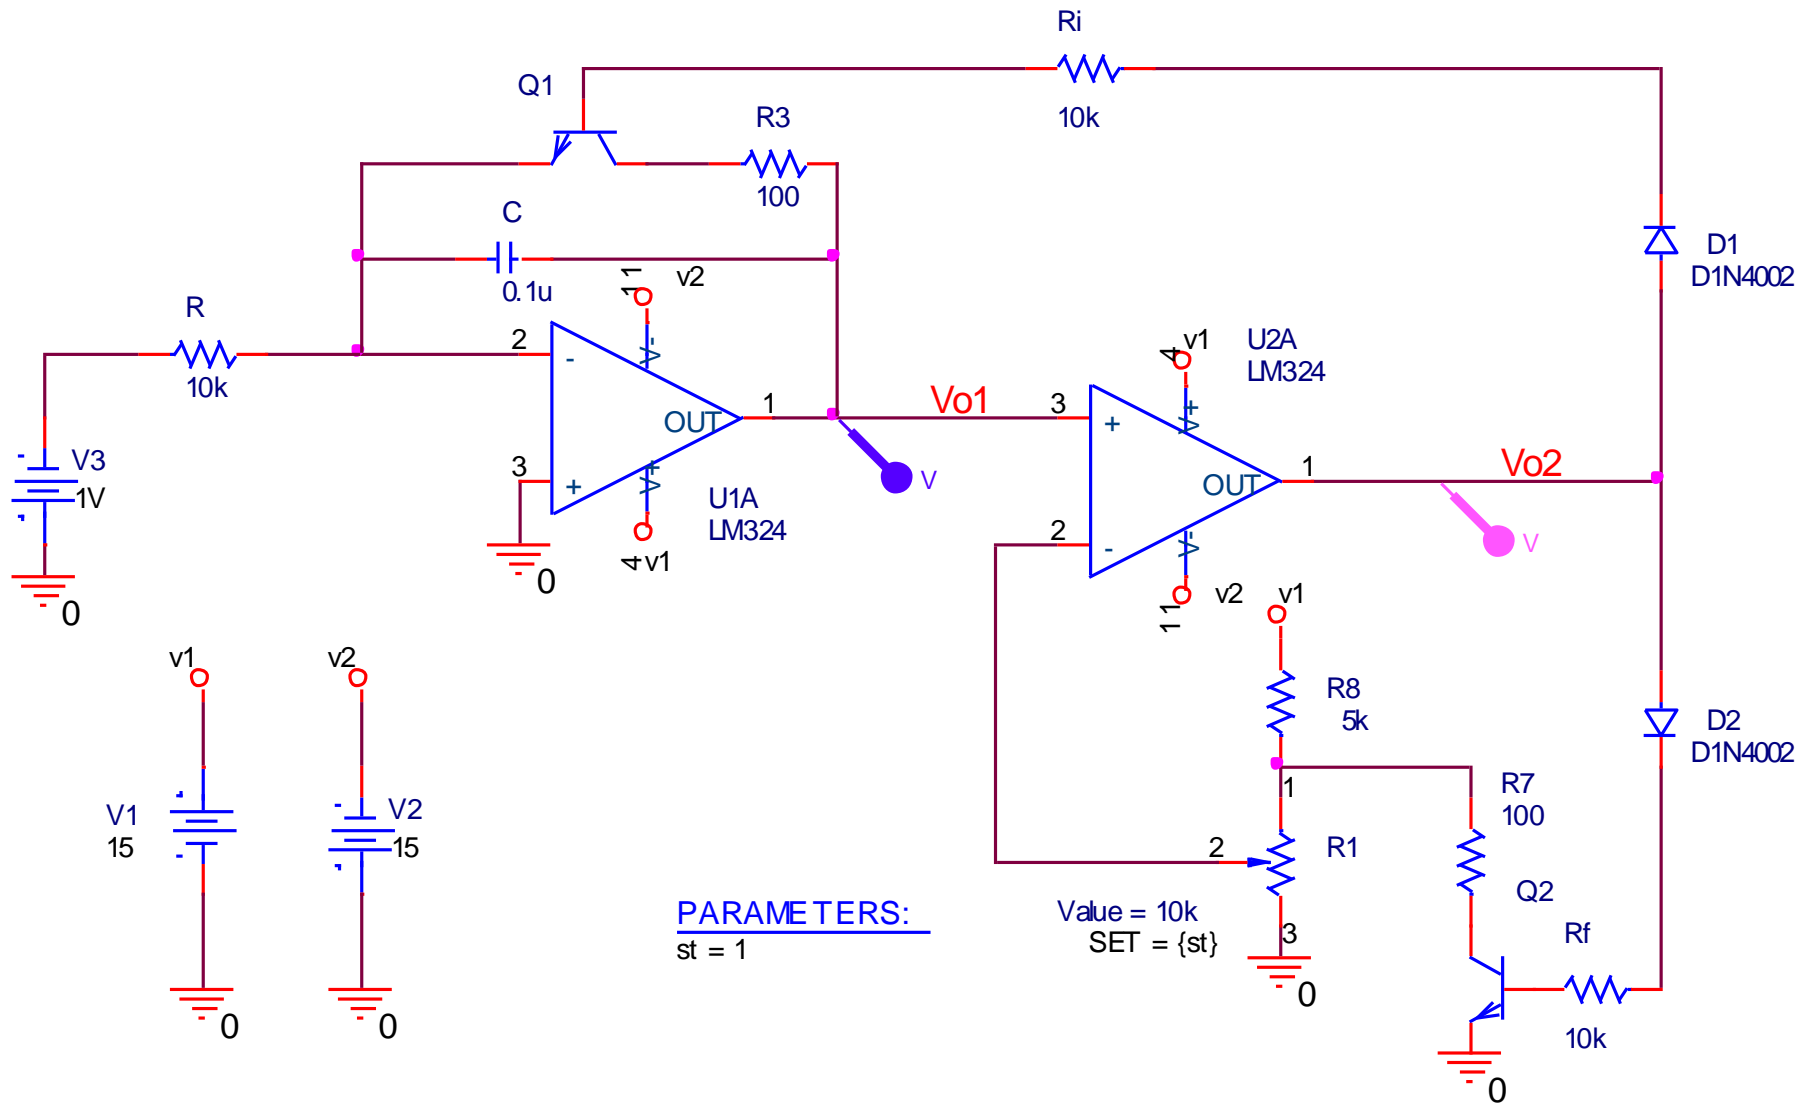 Ri
10k
Q1
R3
100
C
0.1u
11
v2
R
10k
2
-
V-
OUT
1
3
+
V+
4
v1
U1A
LM324
0
V3
1V
0
Vo1
V
4
v1
U2A
LM324
3
+
V+
OUT
1
2
-
V-
11
v2
Vo2
V
D1
D1N4002
D2
D1N4002
v1
R8
5k
1
2
R1
3
0
Value = 10k
SET = {st}
R7
100
Q2
Rf
10k
0
v1
V1
15
0
v2
V2
15
0
PARAMETERS:
st = 1